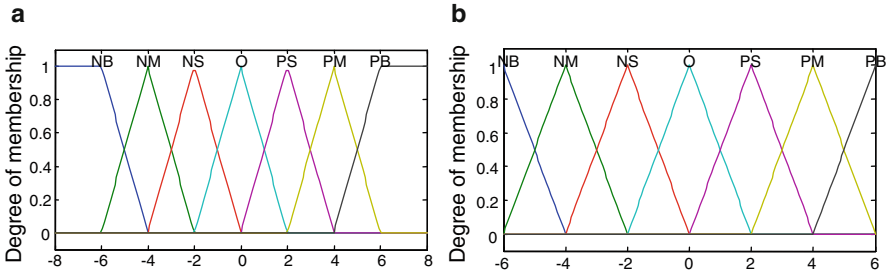 a
NB NM NS O PS PM PB
Degree of membership
1
0.8
0.6
0.4
0.2
0
-8 -6 -4 -2 0 2 4 6 8
b
NB NM NS O PS PM PB
Degree of membership
1
0.8
0.6
0.4
0.2
0
-6 -4 -2 0 2 4 6